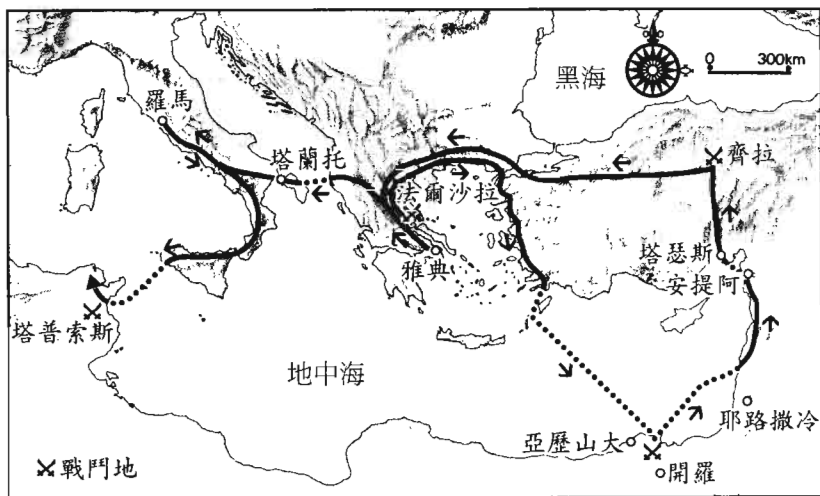 0 300km
黑海
羅馬
塔蘭托
齊拉
法爾沙拉
雅典
塔瑟斯
安提阿
塔普索斯
地中海
耶路撒冷
亞歷山大
開羅
戰鬥地